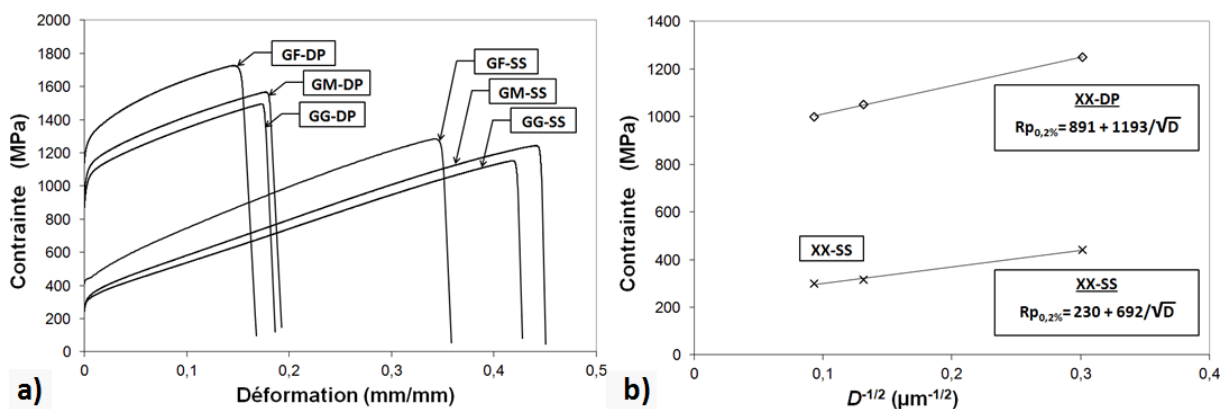 2000
1800
1600
1400
1200
1000
800
600
400
200
0
Contrainte (MPa)
GF-DP
GM-DP
GG-DP
GF-SS
GM-SS
GG-SS
0
0,1
0,2
0,3
0,4
0,5
Déformation (mm/mm)
a)
1400
1200
1000
800
600
400
200
0
Contrainte (MPa)
XX-DP
Rp0,2%= 891 + 1193/√D
XX-SS
XX-SS
Rp0,2%= 230 + 692/√D
0
0,1
0,2
0,3
0,4
D-1/2 (µm-1/2)
b)